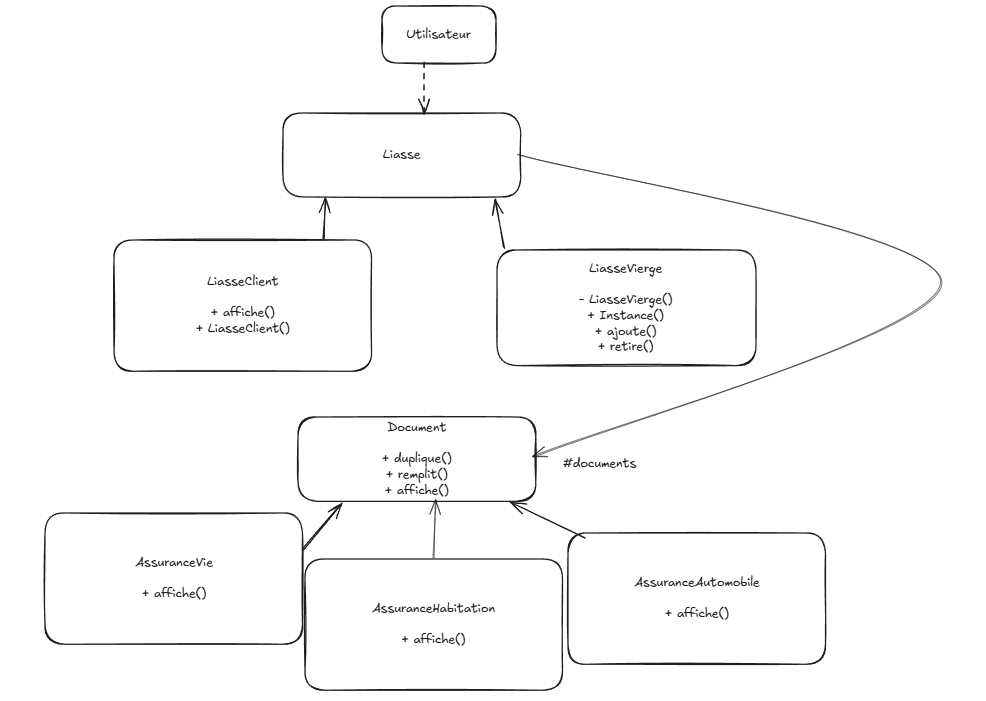 Utilisateur
Liasse
LiasseClient
+ affiche()
+ LiasseClient()
LiasseVierge
- LiasseVierge()
+ Instance()
+ ajoute()
+ retire()
Document
+ duplique()
+ remplit()
+ affiche()
#documents
AssuranceVie
+ affiche()
AssuranceHabitation
+ affiche()
AssuranceAutomobile
+ affiche()